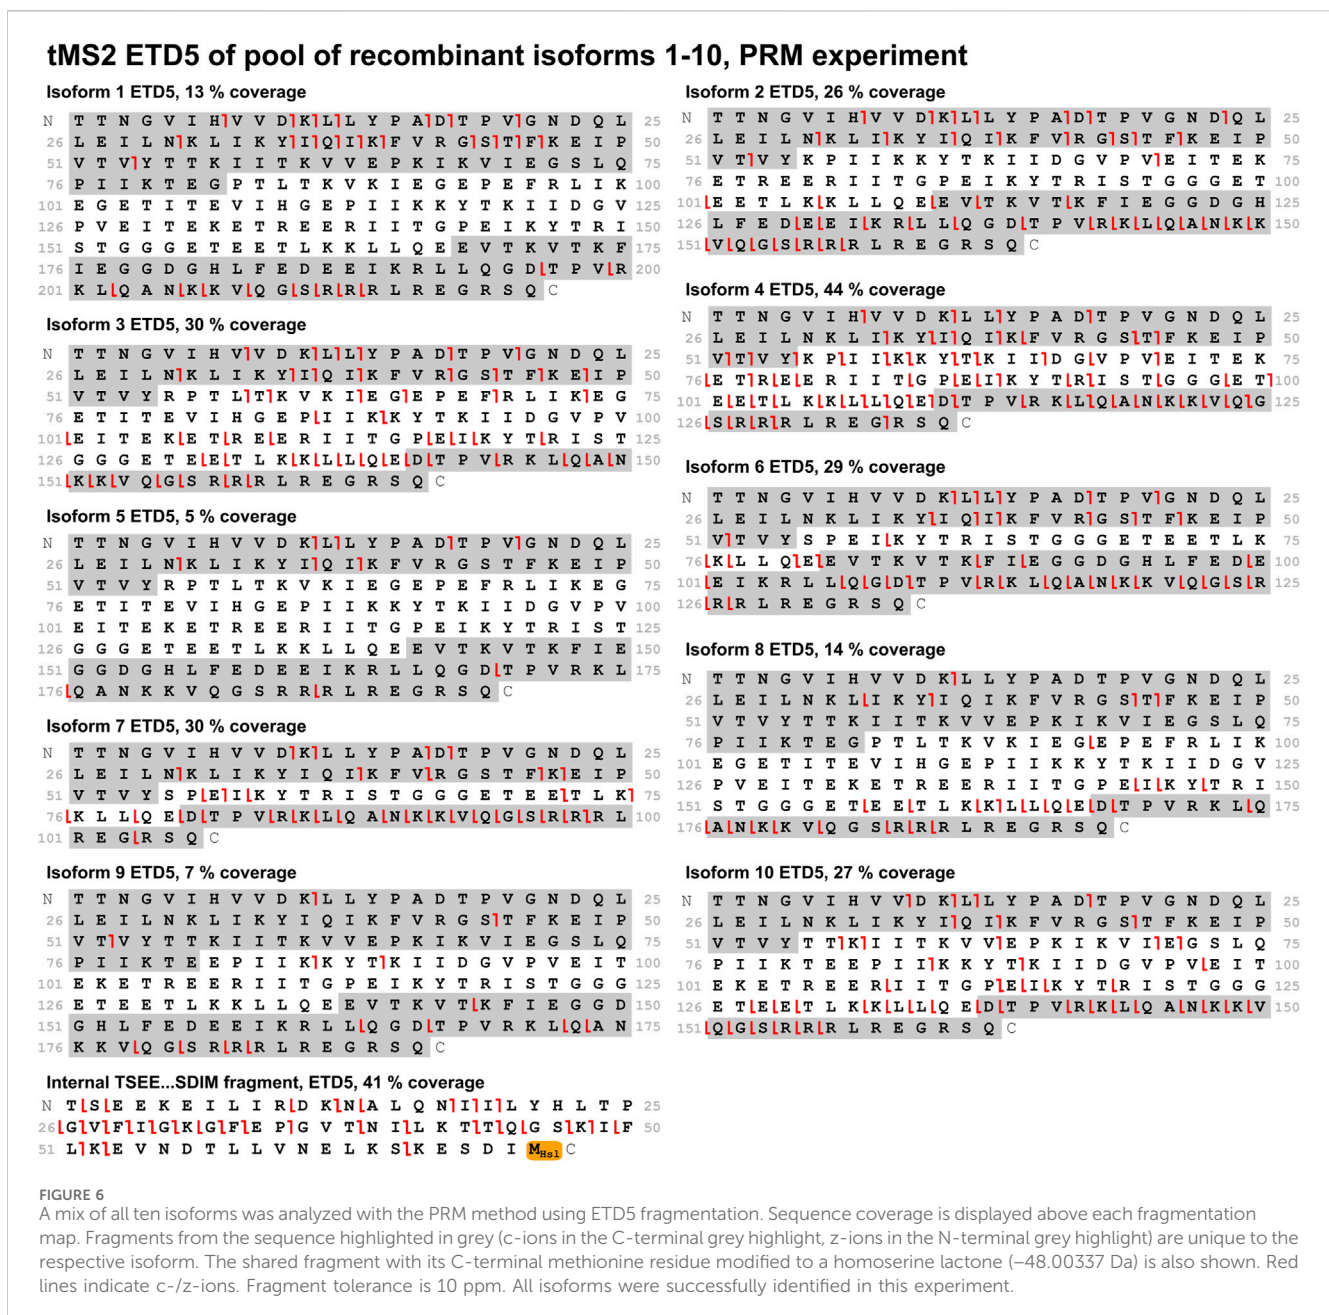 tMS2 ETD5 of pool of recombinant isoforms 1-10, PRM experiment
Isoform 1 ETD5, 13 % coverage
N T T N G V I H V V D K L L Y P A D T P V G N D Q L 25
26 L E I L N K L I K Y I Q I K F V R G S T F K E I P 50
51 V T V Y T T K I I T K V V E P K I K V I E G S L Q 75
76 P I I K T E G P T L T K V K I E G E P E F R L I K 100
101 E G E T I T E V I H G E P I I K K Y T K I I D G V 125
126 P V E I T E K E T R E E R I I T G P E I K Y T R I 150
151 S T G G G E T E E T L K K L L Q E E V T K V T K F 175
176 I E G G D G H L F E D E E I K R L L Q G D T P V R 200
201 K L Q A N K K V Q G S R R R L R E G R S Q C
Isoform 3 ETD5, 30 % coverage
N T T N G V I H V V D K L L Y P A D T P V G N D Q L 25
26 L E I L N K L I K Y I Q I K F V R G S T F K E I P 50
51 V T V Y R P T L T K V K I E G E P E F R L I K E G 75
76 E T I T E V I H G E P I I K K Y T K I I D G V P V 100
101 E I T E K E T R E E R I I T G P E I K Y T R I S T 125
126 G G G E T E E T L K K L L Q E D T P V R K L Q A N 150
151 K K V Q G S R R R L R E G R S Q C
Isoform 5 ETD5, 5 % coverage
N T T N G V I H V V D K L L Y P A D T P V G N D Q L 25
26 L E I L N K L I K Y I Q I K F V R G S T F K E I P 50
51 V T V Y R P T L T K V K I E G E P E F R L I K E G 75
76 E T I T E V I H G E P I I K K Y T K I I D G V P V 100
101 E I T E K E T R E E R I I T G P E I K Y T R I S T 125
126 G G G E T E E T L K K L L Q E E V T K V T K F I E 150
151 G G D G H L F E D E E I K R L L Q G D T P V R K L 175
176 Q A N K K V Q G S R R R L R E G R S Q C
Isoform 7 ETD5, 30 % coverage
N T T N G V I H V V D K L L Y P A D T P V G N D Q L 25
26 L E I L N K L I K Y I Q I K F V R G S T F K E I P 50
51 V T V Y S P E I K Y T R I S T G G G E T E E T L K 75
76 K L L Q E D T P V R K L Q A N K K V Q G S R R R L 100
101 R E G R S Q C
Isoform 9 ETD5, 7 % coverage
N T T N G V I H V V D K L L Y P A D T P V G N D Q L 25
26 L E I L N K L I K Y I Q I K F V R G S T F K E I P 50
51 V T V Y T T K I I T K V V E P K I K V I E G S L Q 75
76 P I I K T E E P I I K K Y T K I I D G V P V E I T 100
101 E K E T R E E R I I T G P E I K Y T R I S T G G G 125
126 E T E E T L K K L L Q E E V T K V T K F I E G G D 150
151 G H L F E D E E I K R L L Q G D T P V R K L Q A N 175
176 K K V Q G S R R R L R E G R S Q C
Internal TSEE...SDIM fragment, ETD5, 41 % coverage
N T S E E K E I L I R D K N A L Q N I I L Y H L T P 25
26 G V F I G K G F E P G V T N I L K T T Q G S K I F 50
51 L K E V N D T L L V N E L K S K E S D I MHsl C
Isoform 2 ETD5, 26 % coverage
N T T N G V I H V V D K L L Y P A D T P V G N D Q L 25
26 L E I L N K L I K Y I Q I K F V R G S T F K E I P 50
51 V T V Y K P I I K K Y T K I I D G V P V E I T E K 75
76 E T R E E R I I T G P E I K Y T R I S T G G G E T 100
101 E E T L K K L L Q E E V T K V T K F I E G G D G H 125
126 L F E D E E I K R L L Q G D T P V R K L Q A N K K 150
151 V Q G S R R R L R E G R S Q C
Isoform 4 ETD5, 44 % coverage
N T T N G V I H V V D K L L Y P A D T P V G N D Q L 25
26 L E I L N K L I K Y I Q I K F V R G S T F K E I P 50
51 V T V Y K P I I K K Y T K I I D G V P V E I T E K 75
76 E T R E E R I I T G P E I K Y T R I S T G G G E T 100
101 E E T L K K L L Q E D T P V R K L Q A N K K V Q G 125
126 S R R R L R E G R S Q C
Isoform 6 ETD5, 29 % coverage
N T T N G V I H V V D K L L Y P A D T P V G N D Q L 25
26 L E I L N K L I K Y I Q I K F V R G S T F K E I P 50
51 V T V Y S P E I K Y T R I S T G G G E T E E T L K 75
76 K L L Q E E V T K V T K F I E G G D G H L F E D E 100
101 E I K R L L Q G D T P V R K L Q A N K K V Q G S R 125
126 R R L R E G R S Q C
Isoform 8 ETD5, 14 % coverage
N T T N G V I H V V D K L L Y P A D T P V G N D Q L 25
26 L E I L N K L I K Y I Q I K F V R G S T F K E I P 50
51 V T V Y T T K I I T K V V E P K I K V I E G S L Q 75
76 P I I K T E G P T L T K V K I E G E P E F R L I K 100
101 E G E T I T E V I H G E P I I K K Y T K I I D G V 125
126 P V E I T E K E T R E E R I I T G P E I K Y T R I 150
151 S T G G G E T E E T L K K L L Q E D T P V R K L Q 175
176 A N K K V Q G S R R R L R E G R S Q C
Isoform 10 ETD5, 27 % coverage
N T T N G V I H V V D K L L Y P A D T P V G N D Q L 25
26 L E I L N K L I K Y I Q I K F V R G S T F K E I P 50
51 V T V Y T T K I I T K V V E P K I K V I E G S L Q 75
76 P I I K T E E P I I K K Y T K I I D G V P V E I T 100
101 E K E T R E E R I I T G P E I K Y T R I S T G G G 125
126 E T E E T L K K L L Q E D T P V R K L Q A N K K V 150
151 Q G S R R R L R E G R S Q C
FIGURE 6
A mix of all ten isoforms was analyzed with the PRM method using ETD5 fragmentation. Sequence coverage is displayed above each fragmentation
map. Fragments from the sequence highlighted in grey (c-ions in the C-terminal grey highlight, z-ions in the N-terminal grey highlight) are unique to the
respective isoform. The shared fragment with its C-terminal methionine residue modified to a homoserine lactone (−48.00337 Da) is also shown. Red
lines indicate c-/z-ions. Fragment tolerance is 10 ppm. All isoforms were successfully identified in this experiment.